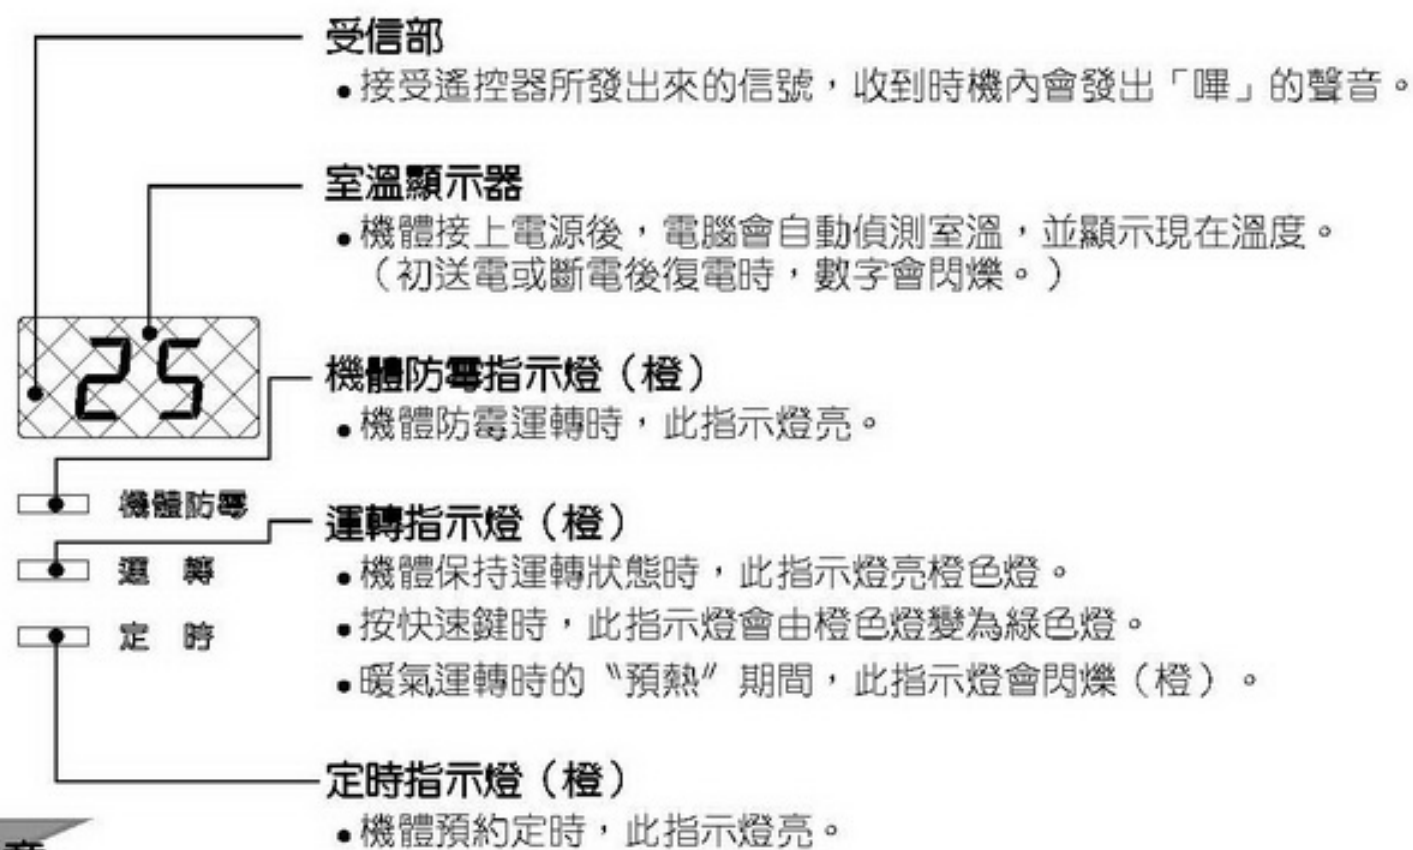 受信部
•接受遙控器所發出來的信號，收到時機內會發出「嗶」的聲音。
室溫顯示器
•機體接上電源後，電腦會自動偵測室溫，並顯示現在溫度。
（初送電或斷電後復電時，數字會閃爍。）
25
機體防霉指示燈（橙）
•機體防霉運轉時，此指示燈亮。
機體防霉
運轉指示燈（橙）
•機體保持運轉狀態時，此指示燈亮橙色燈。
運 轉
•按快速鍵時，此指示燈會由橙色燈變為綠色燈。
定 時
•暖氣運轉時的〝預熱〞期間，此指示燈會閃爍（橙）。
定時指示燈（橙）
•機體預約定時，此指示燈亮。